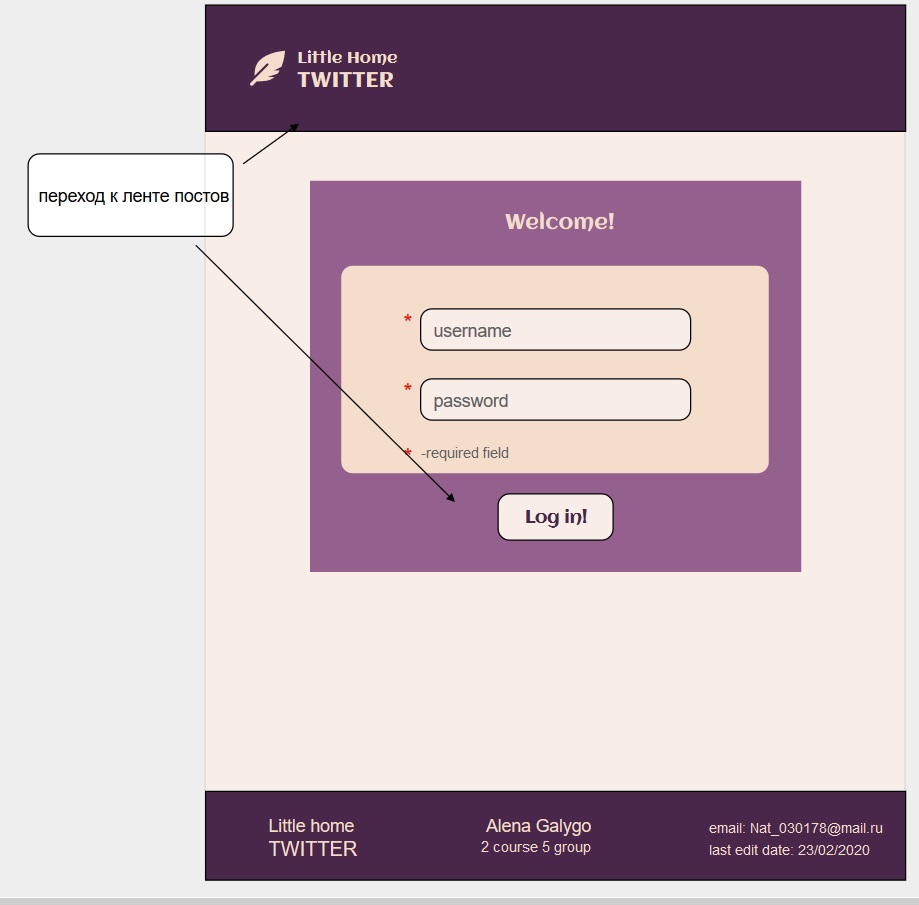 Little Home
TWITTER
переход к ленте постов
Welcome!
* username
* password
* -required field
Log in!
Little home
TWITTER
Alena Galygo
2 course 5 group
email: Nat_030178@mail.ru
last edit date: 23/02/2020